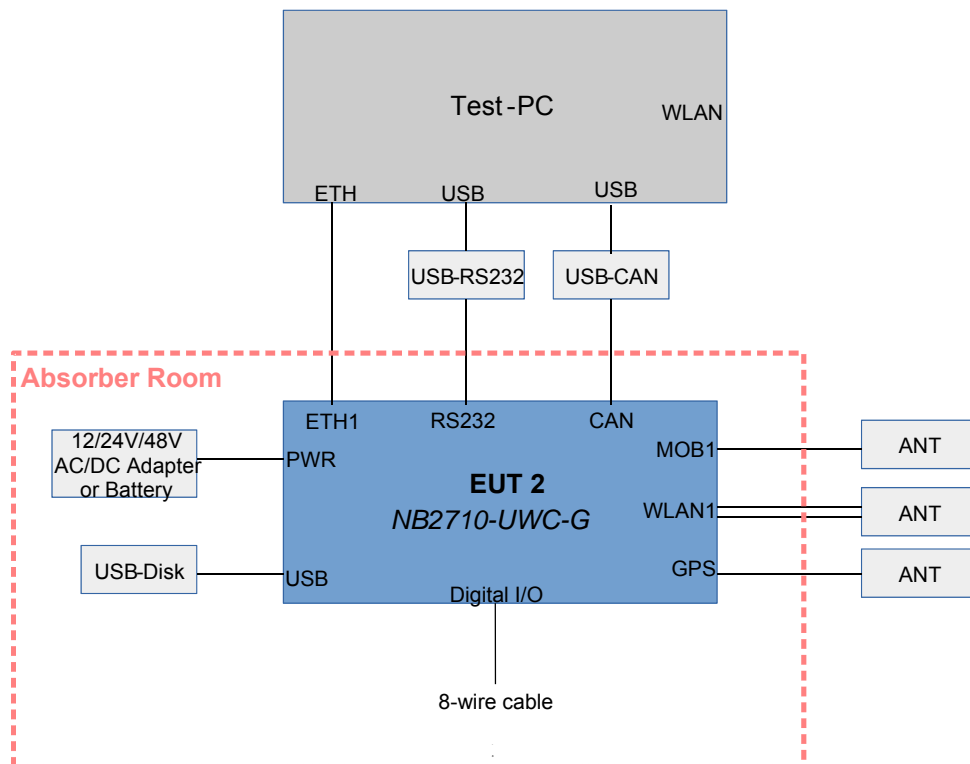 Test-PC
WLAN
ETH
USB
USB
USB-RS232
USB-CAN
Absorber Room
12/24V/48V
AC/DC Adapter
or Battery
PWR
ETH1
RS232
CAN
MOB1
ANT
EUT 2
NB2710-UWC-G
WLAN1
ANT
USB-Disk
USB
GPS
ANT
Digital I/O
8-wire cable